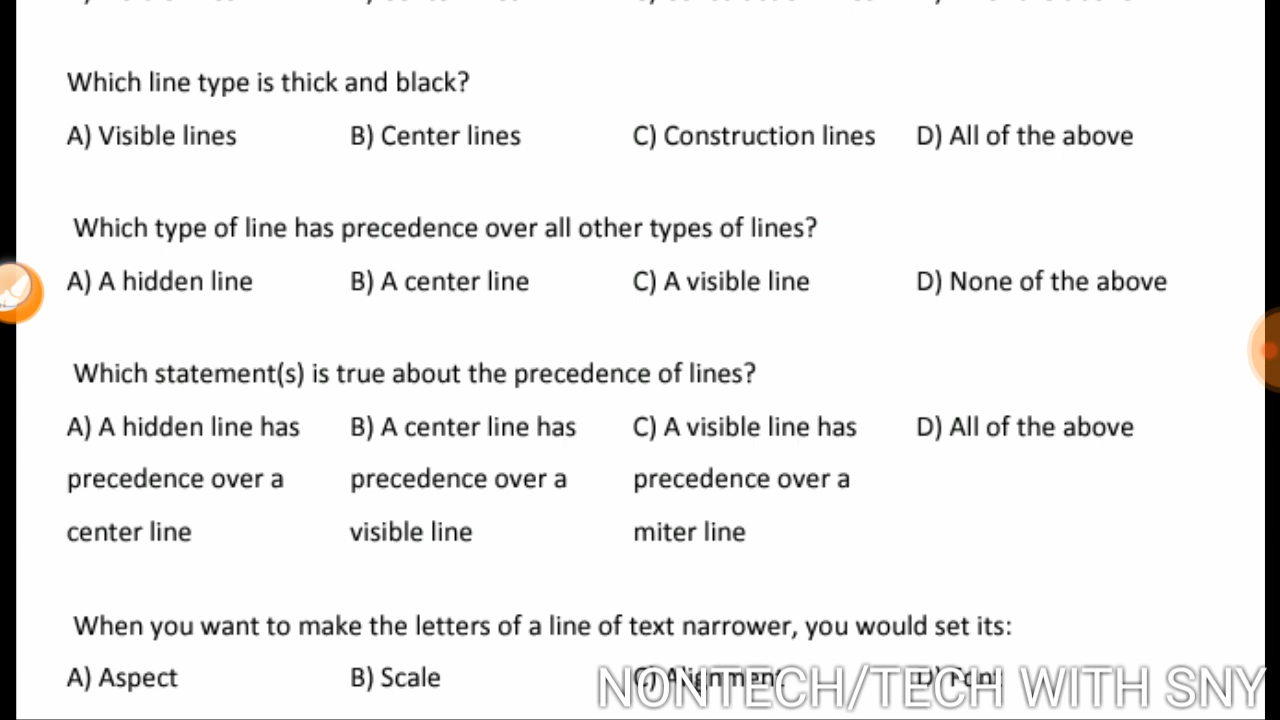 Which line type is thick and black?
A) Visible lines B) Center lines C) Construction lines D) All of the above
Which type of line has precedence over all other types of lines?
A) A hidden line B) A center line C) A visible line D) None of the above
Which statement(s) is true about the precedence of lines?
A) A hidden line has B) A center line has C) A visible line has D) All of the above
precedence over a precedence over a precedence over a
center line visible line miter line
When you want to make the letters of a line of text narrower, you would set its:
A) Aspect B) Scale C) Alignment D) Font
NONTECH/TECH WITH SNY